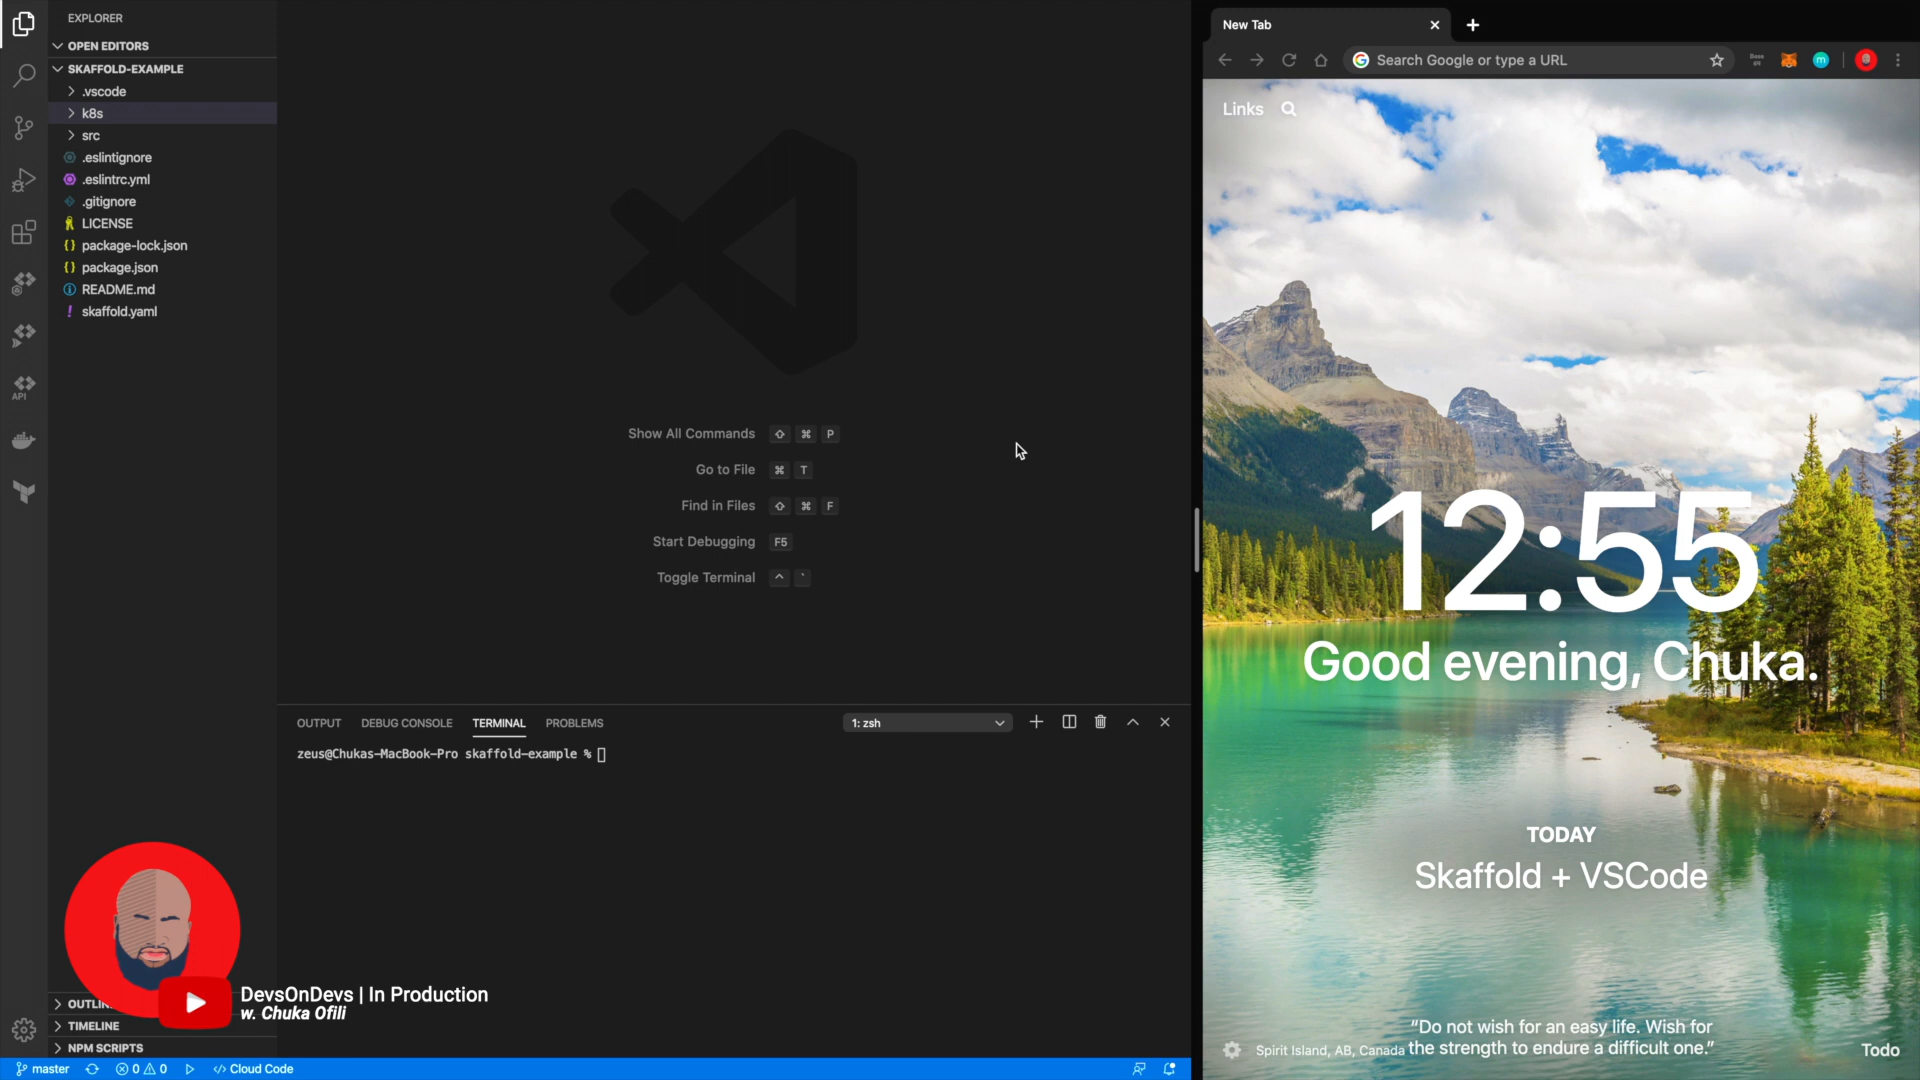 EXPLORER
OPEN EDITORS
SKAFFOLD-EXAMPLE
.vscode
k8s
src
.eslintignore
.eslintrc.yml
.gitignore
LICENSE
package-lock.json
package.json
README.md
skaffold.yaml
API
Show All Commands ⇧ ⌘ P
Go to File ⌘ T
Find in Files ⇧ ⌘ F
Start Debugging F5
Toggle Terminal ^ `
OUTPUT DEBUG CONSOLE TERMINAL PROBLEMS 1: zsh
zeus@Chukas-MacBook-Pro skaffold-example %
DevsOnDevs | In Production
w. Chuka Ofili
TIMELINE
NPM SCRIPTS
master 0 0 Cloud Code
New Tab
Search Google or type a URL
m
Links
12:55
Good evening, Chuka.
TODAY
Skaffold + VSCode
“Do not wish for an easy life. Wish for
the strength to endure a difficult one.”
Spirit Island, AB, Canada
Todo